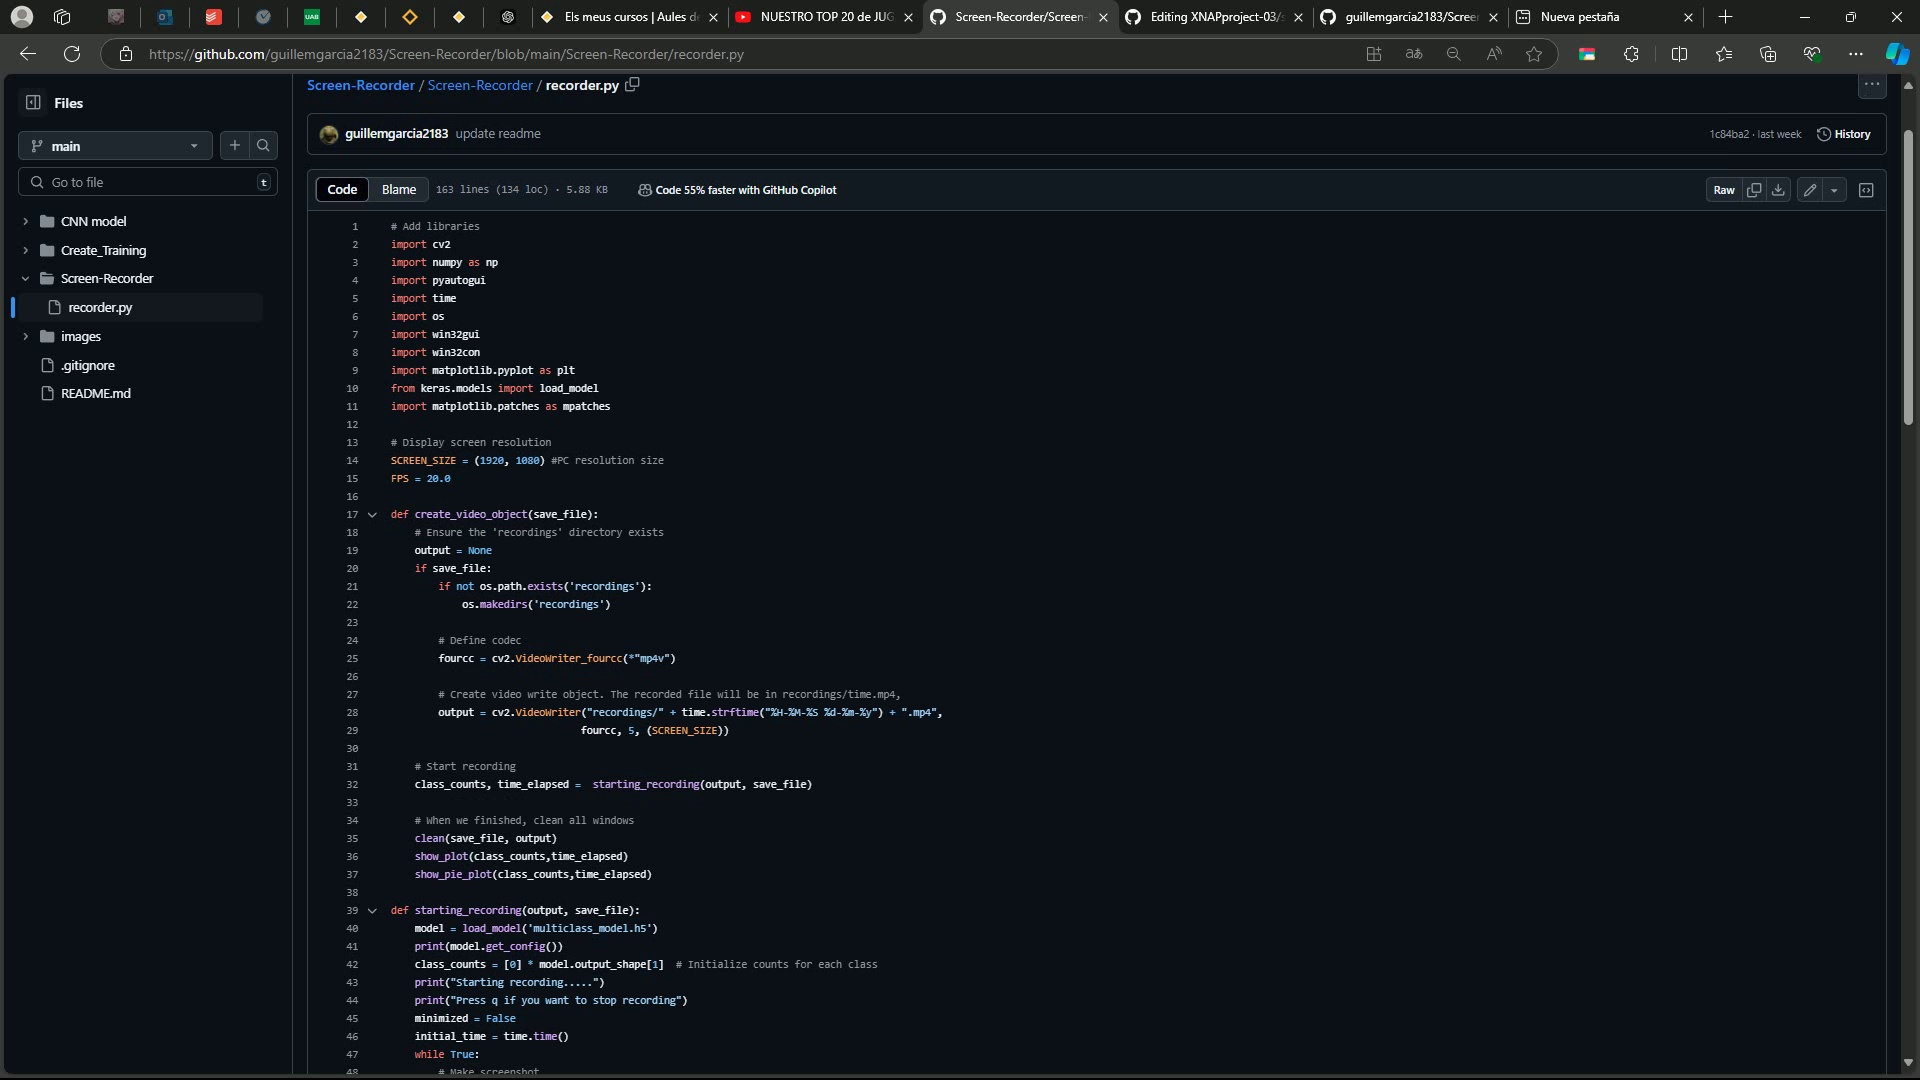 UAB
Els meus cursos | Aules d
NUESTRO TOP 20 de JUG
Screen-Recorder/Screen-
Editing XNAPproject-03/s
guillemgarcia2183/Scree
Nueva pestaña
https://github.com/guillemgarcia2183/Screen-Recorder/blob/main/Screen-Recorder/recorder.py
Files
main
Go to file
t
CNN model
Create_Training
Screen-Recorder
recorder.py
images
.gitignore
README.md
Screen-Recorder / Screen-Recorder / recorder.py
guillemgarcia2183 update readme
1c84ba2 · last week
History
Code
Blame
163 lines (134 loc) · 5.88 KB
Code 55% faster with GitHub Copilot
Raw
1 # Add libraries
2 import cv2
3 import numpy as np
4 import pyautogui
5 import time
6 import os
7 import win32gui
8 import win32con
9 import matplotlib.pyplot as plt
10 from keras.models import load_model
11 import matplotlib.patches as mpatches
12
13 # Display screen resolution
14 SCREEN_SIZE = (1920, 1080) #PC resolution size
15 FPS = 20.0
16
17 def create_video_object(save_file):
18 # Ensure the 'recordings' directory exists
19 output = None
20 if save_file:
21 if not os.path.exists('recordings'):
22 os.makedirs('recordings')
23
24 # Define codec
25 fourcc = cv2.VideoWriter_fourcc(*"mp4v")
26
27 # Create video write object. The recorded file will be in recordings/time.mp4,
28 output = cv2.VideoWriter("recordings/" + time.strftime("%H-%M-%S %d-%m-%y") + ".mp4",
29 fourcc, 5, (SCREEN_SIZE))
30
31 # Start recording
32 class_counts, time_elapsed =  starting_recording(output, save_file)
33
34 # When we finished, clean all windows
35 clean(save_file, output)
36 show_plot(class_counts,time_elapsed)
37 show_pie_plot(class_counts,time_elapsed)
38
39 def starting_recording(output, save_file):
40 model = load_model('multiclass_model.h5')
41 print(model.get_config())
42 class_counts = [0] * model.output_shape[1]  # Initialize counts for each class
43 print("Starting recording.....")
44 print("Press q if you want to stop recording")
45 minimized = False
46 initial_time = time.time()
47 while True:
48 # Make screenshot